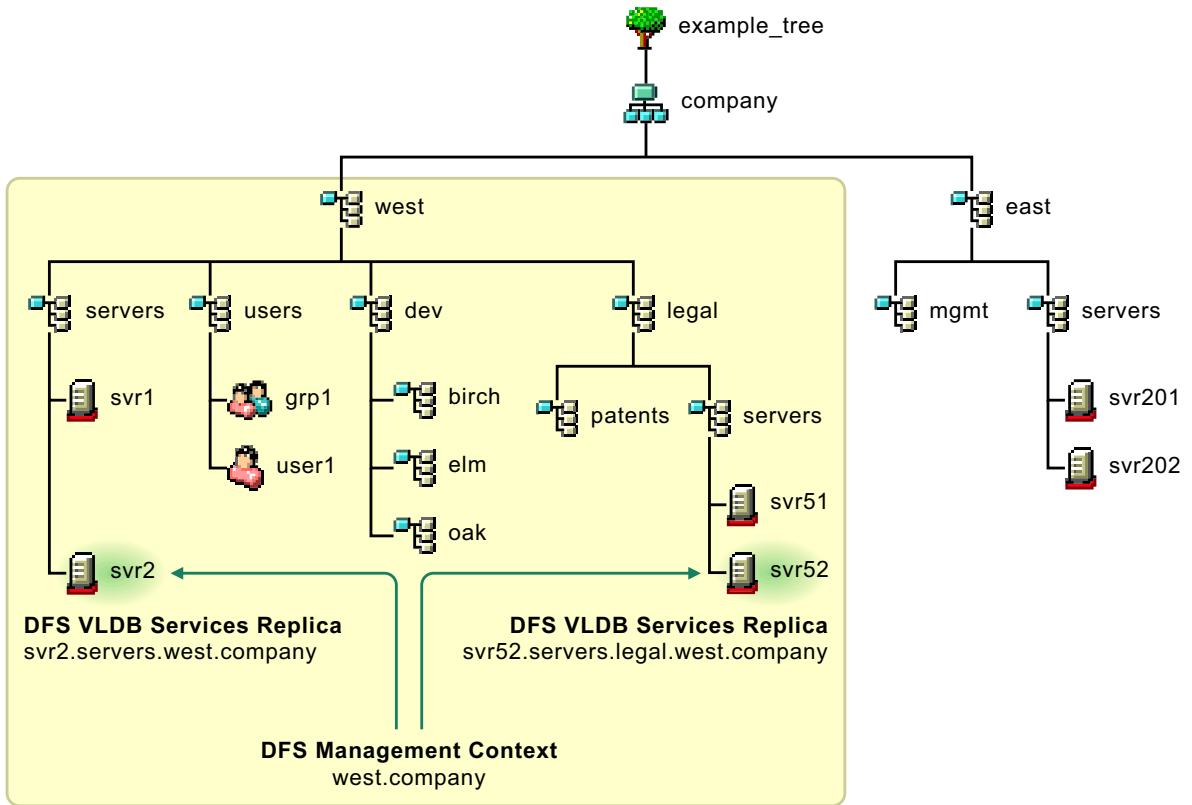 example_tree
company
west
east
servers
users
dev
legal
mgmt
servers
svr1
grp1
birch
patents
servers
svr201
user1
elm
svr202
svr51
oak
svr2
svr52
DFS VLDB Services Replica
svr2.servers.west.company
DFS VLDB Services Replica
svr52.servers.legal.west.company
DFS Management Context
west.company